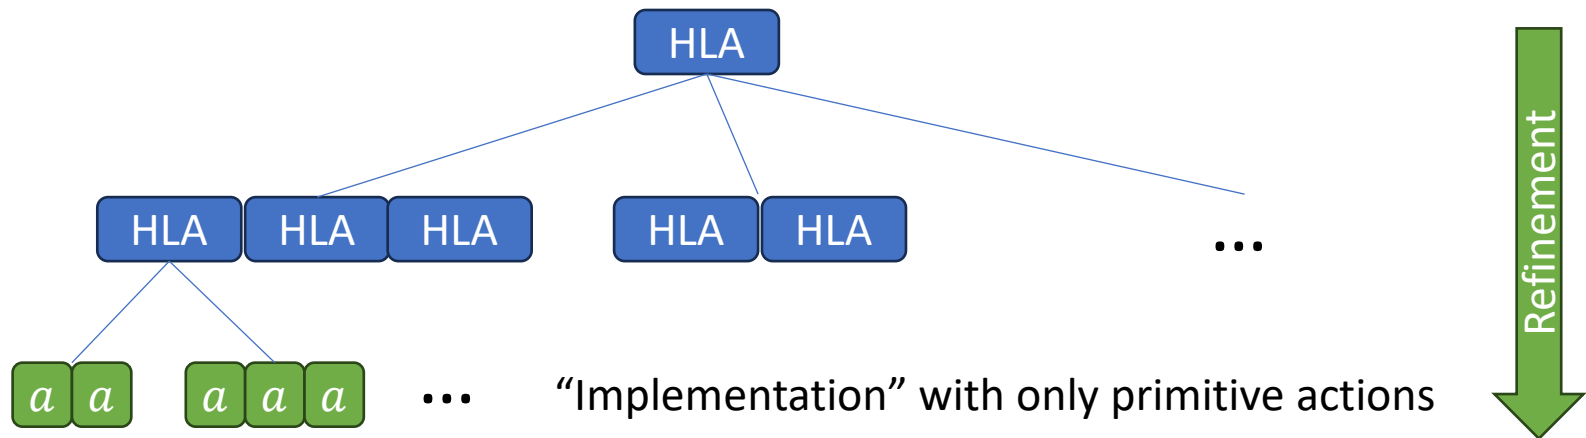 HLA
HLA HLA HLA HLA HLA ...
a a a a a ... “Implementation” with only primitive actions
Refinement